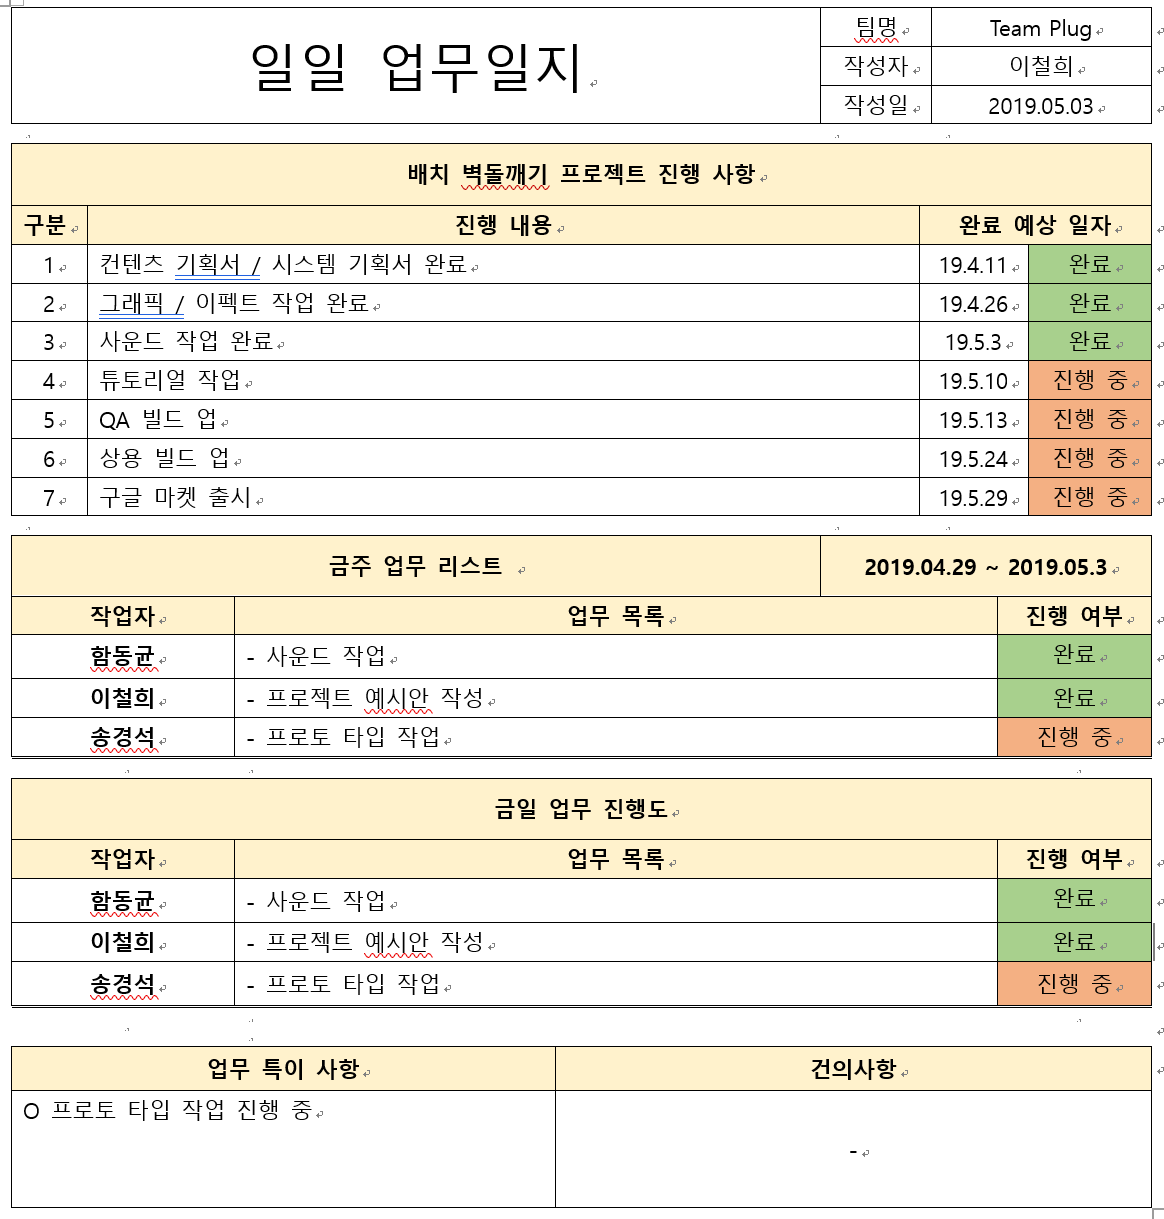 일일 업무일지
팀명 Team Plug
작성자 이철희
작성일 2019.05.03
배치 벽돌깨기 프로젝트 진행 사항
구분 진행 내용 완료 예상 일자
1 컨텐츠 기획서 / 시스템 기획서 완료 19.4.11 완료
2 그래픽 / 이펙트 작업 완료 19.4.26 완료
3 사운드 작업 완료 19.5.3 완료
4 튜토리얼 작업 19.5.10 진행 중
5 QA 빌드 업 19.5.13 진행 중
6 상용 빌드 업 19.5.24 진행 중
7 구글 마켓 출시 19.5.29 진행 중
금주 업무 리스트 2019.04.29 ~ 2019.05.3
작업자 업무 목록 진행 여부
함동균 - 사운드 작업 완료
이철희 - 프로젝트 예시안 작성 완료
송경석 - 프로토 타입 작업 진행 중
금일 업무 진행도
작업자 업무 목록 진행 여부
함동균 - 사운드 작업 완료
이철희 - 프로젝트 예시안 작성 완료
송경석 - 프로토 타입 작업 진행 중
업무 특이 사항 건의사항
O 프로토 타입 작업 진행 중
-